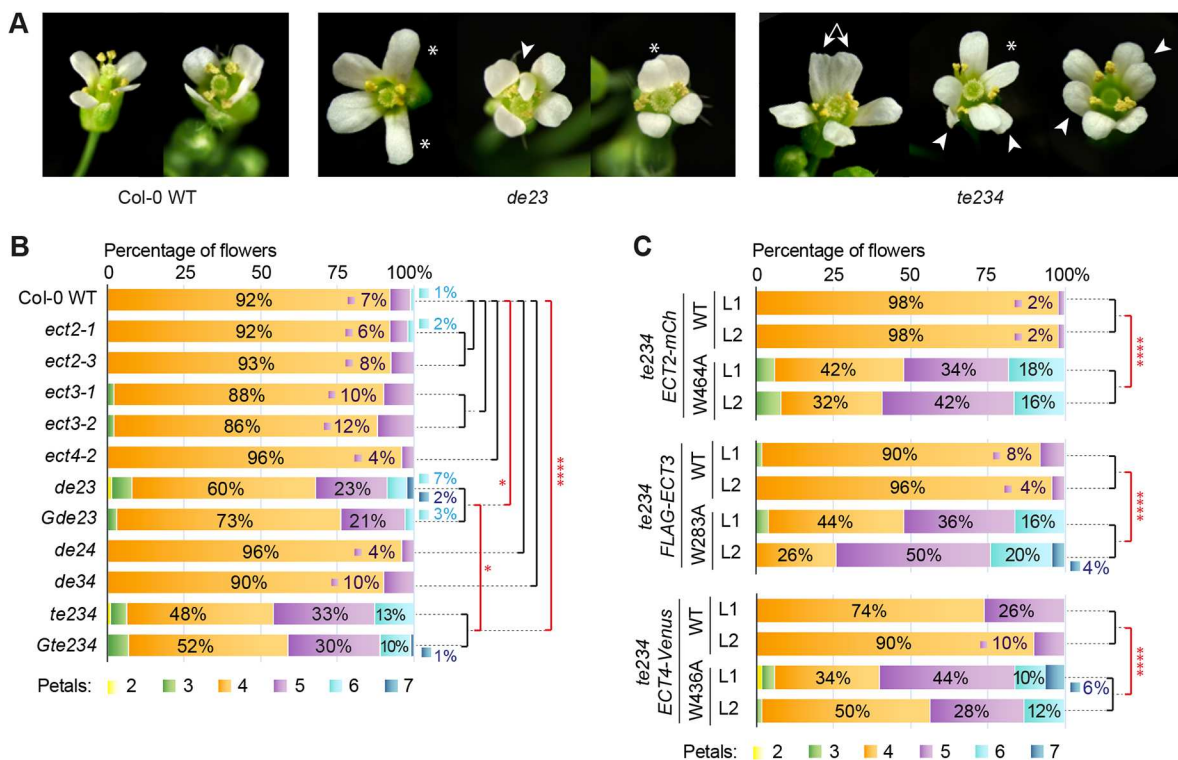 A
*
*
*
*
Col-0 WT
de23
te234
B
Percentage of flowers
0 25 50 75 100%
Col-0 WT 92% 7% 1%
ect2-1 92% 6% 2%
ect2-3 93% 8%
ect3-1 88% 10%
ect3-2 86% 12%
ect4-2 96% 4%
de23 60% 23% 7% 2%
Gde23 73% 21% 3%
de24 96% 4%
de34 90% 10%
te234 48% 33% 13%
Gte234 52% 30% 10% 1%
*
*
****
Petals: 2 3 4 5 6 7
C
Percentage of flowers
0 25 50 75 100%
te234
ECT2-mCh
WT
L1 98% 2%
L2 98% 2%
W464A
L1 42% 34% 18%
L2 32% 42% 16%
****
te234
FLAG-ECT3
WT
L1 90% 8%
L2 96% 4%
W283A
L1 44% 36% 16%
L2 26% 50% 20% 4%
****
te234
ECT4-Venus
WT
L1 74% 26%
L2 90% 10%
W436A
L1 34% 44% 10% 6%
L2 50% 28% 12%
****
Petals: 2 3 4 5 6 7